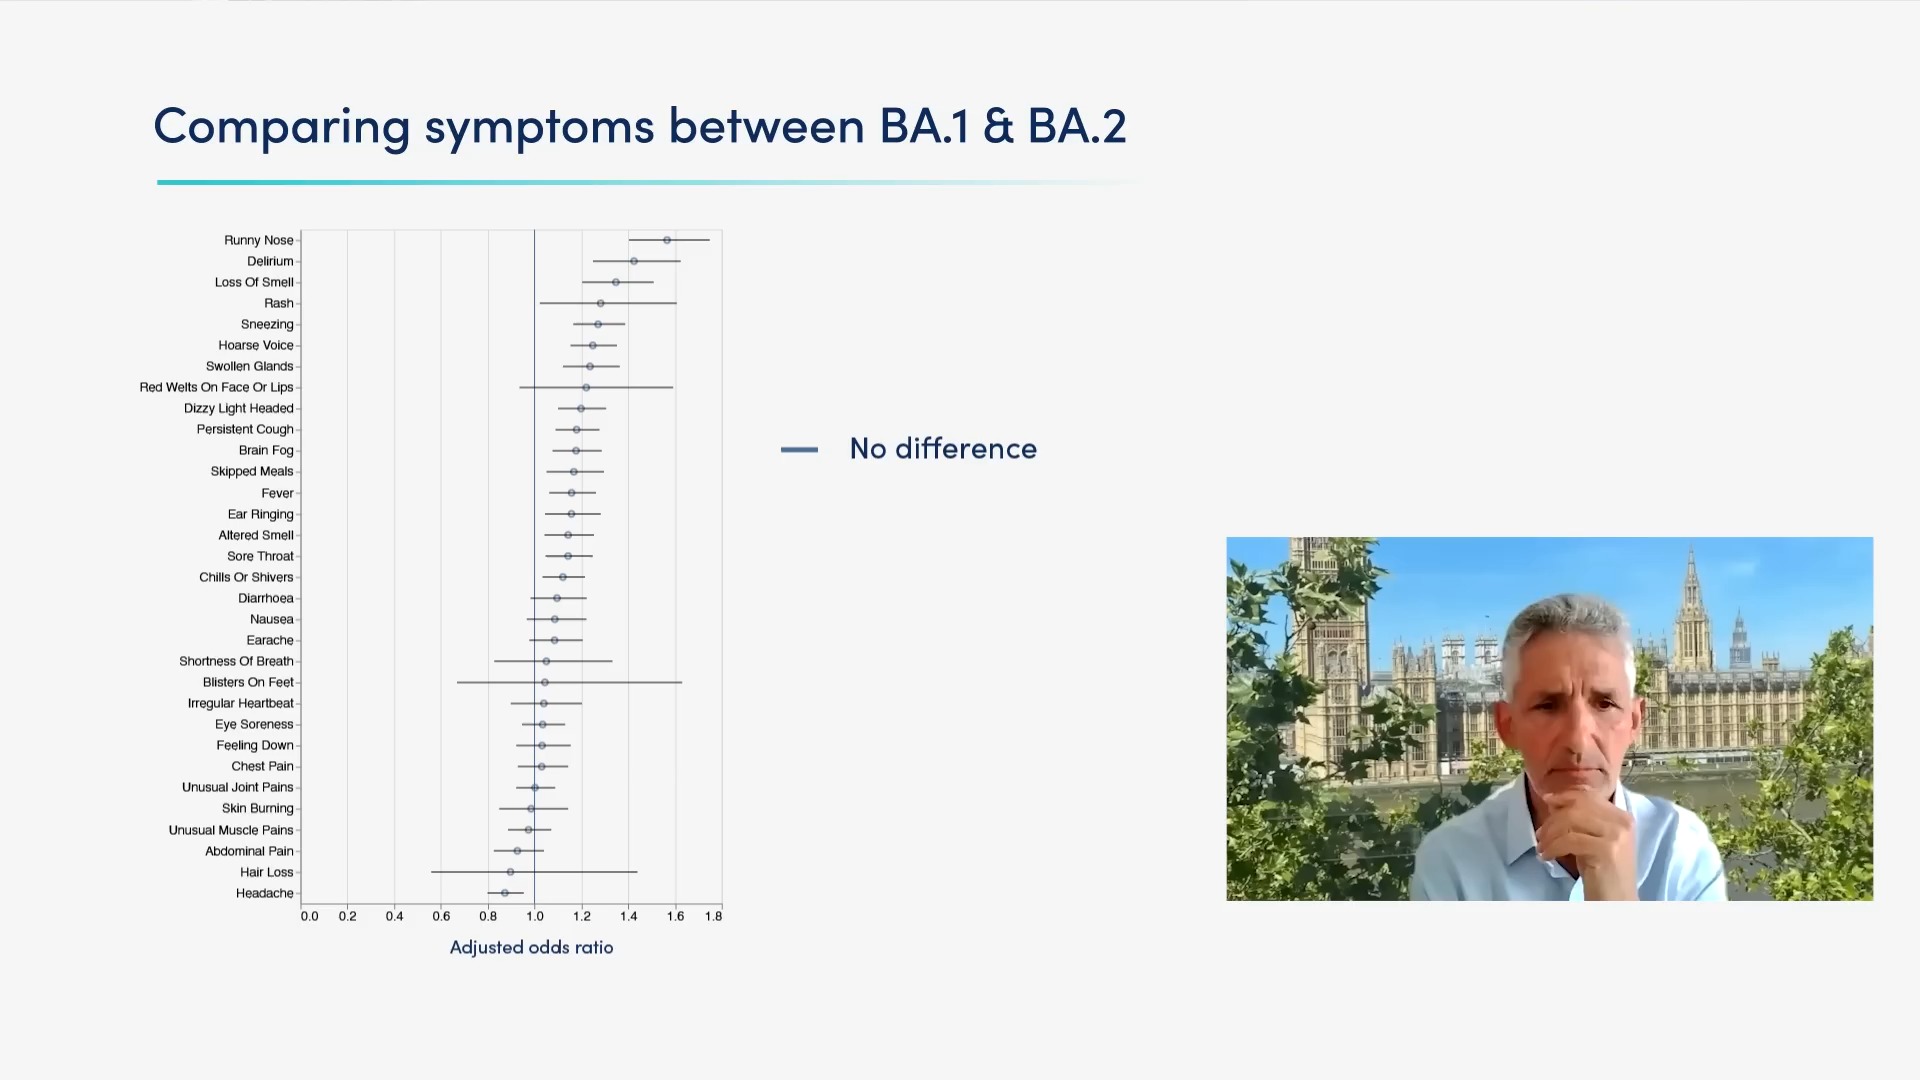 Comparing symptoms between BA.1 & BA.2
Runny Nose
Delirium
Loss Of Smell
Rash
Sneezing
Hoarse Voice
Swollen Glands
Red Welts On Face Or Lips
Dizzy Light Headed
Persistent Cough
Brain Fog
Skipped Meals
Fever
Ear Ringing
Altered Smell
Sore Throat
Chills Or Shivers
Diarrhoea
Nausea
Earache
Shortness Of Breath
Blisters On Feet
Irregular Heartbeat
Eye Soreness
Feeling Down
Chest Pain
Unusual Joint Pains
Skin Burning
Unusual Muscle Pains
Abdominal Pain
Hair Loss
Headache
0.0 0.2 0.4 0.6 0.8 1.0 1.2 1.4 1.6 1.8
Adjusted odds ratio
No difference